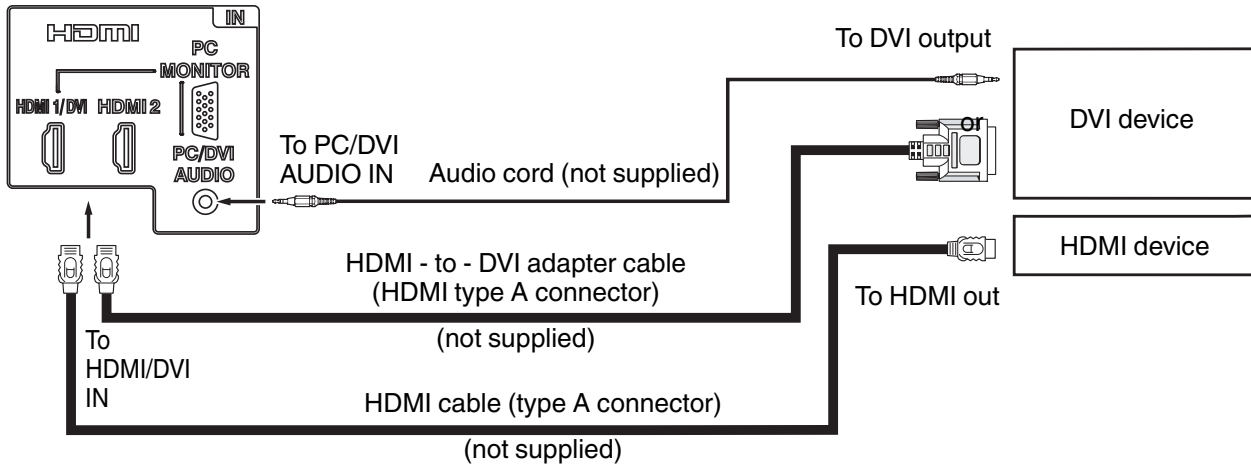 IN
HDMI
PC
MONITOR
HDMI 1/DVI HDMI 2
PC/DVI
AUDIO
To DVI output
or
DVI device
To PC/DVI
AUDIO IN
Audio cord (not supplied)
HDMI device
HDMI - to - DVI adapter cable
(HDMI type A connector)
To HDMI out
(not supplied)
To
HDMI/DVI
IN
HDMI cable (type A connector)
(not supplied)